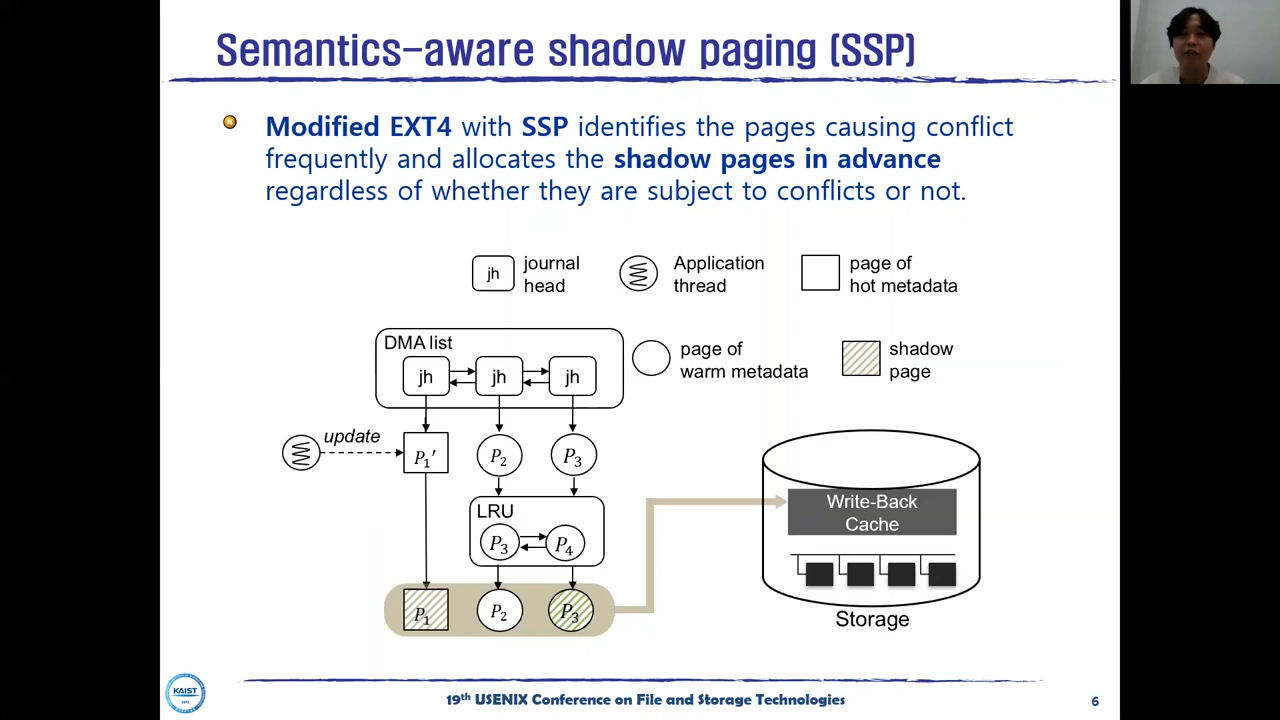 Semantics-aware shadow paging (SSP)
Modified EXT4 with SSP identifies the pages causing conflict
frequently and allocates the shadow pages in advance
regardless of whether they are subject to conflicts or not.
jh
journal
head
Application
thread
page of
hot metadata
page of
warm metadata
shadow
page
DMA list
jh
jh
jh
update
P₁′
P₂
P₃
LRU
P₃
P₄
P₁
P₂
P₃
Write-Back
Cache
Storage
KAIST
19th USENIX Conference on File and Storage Technologies
6